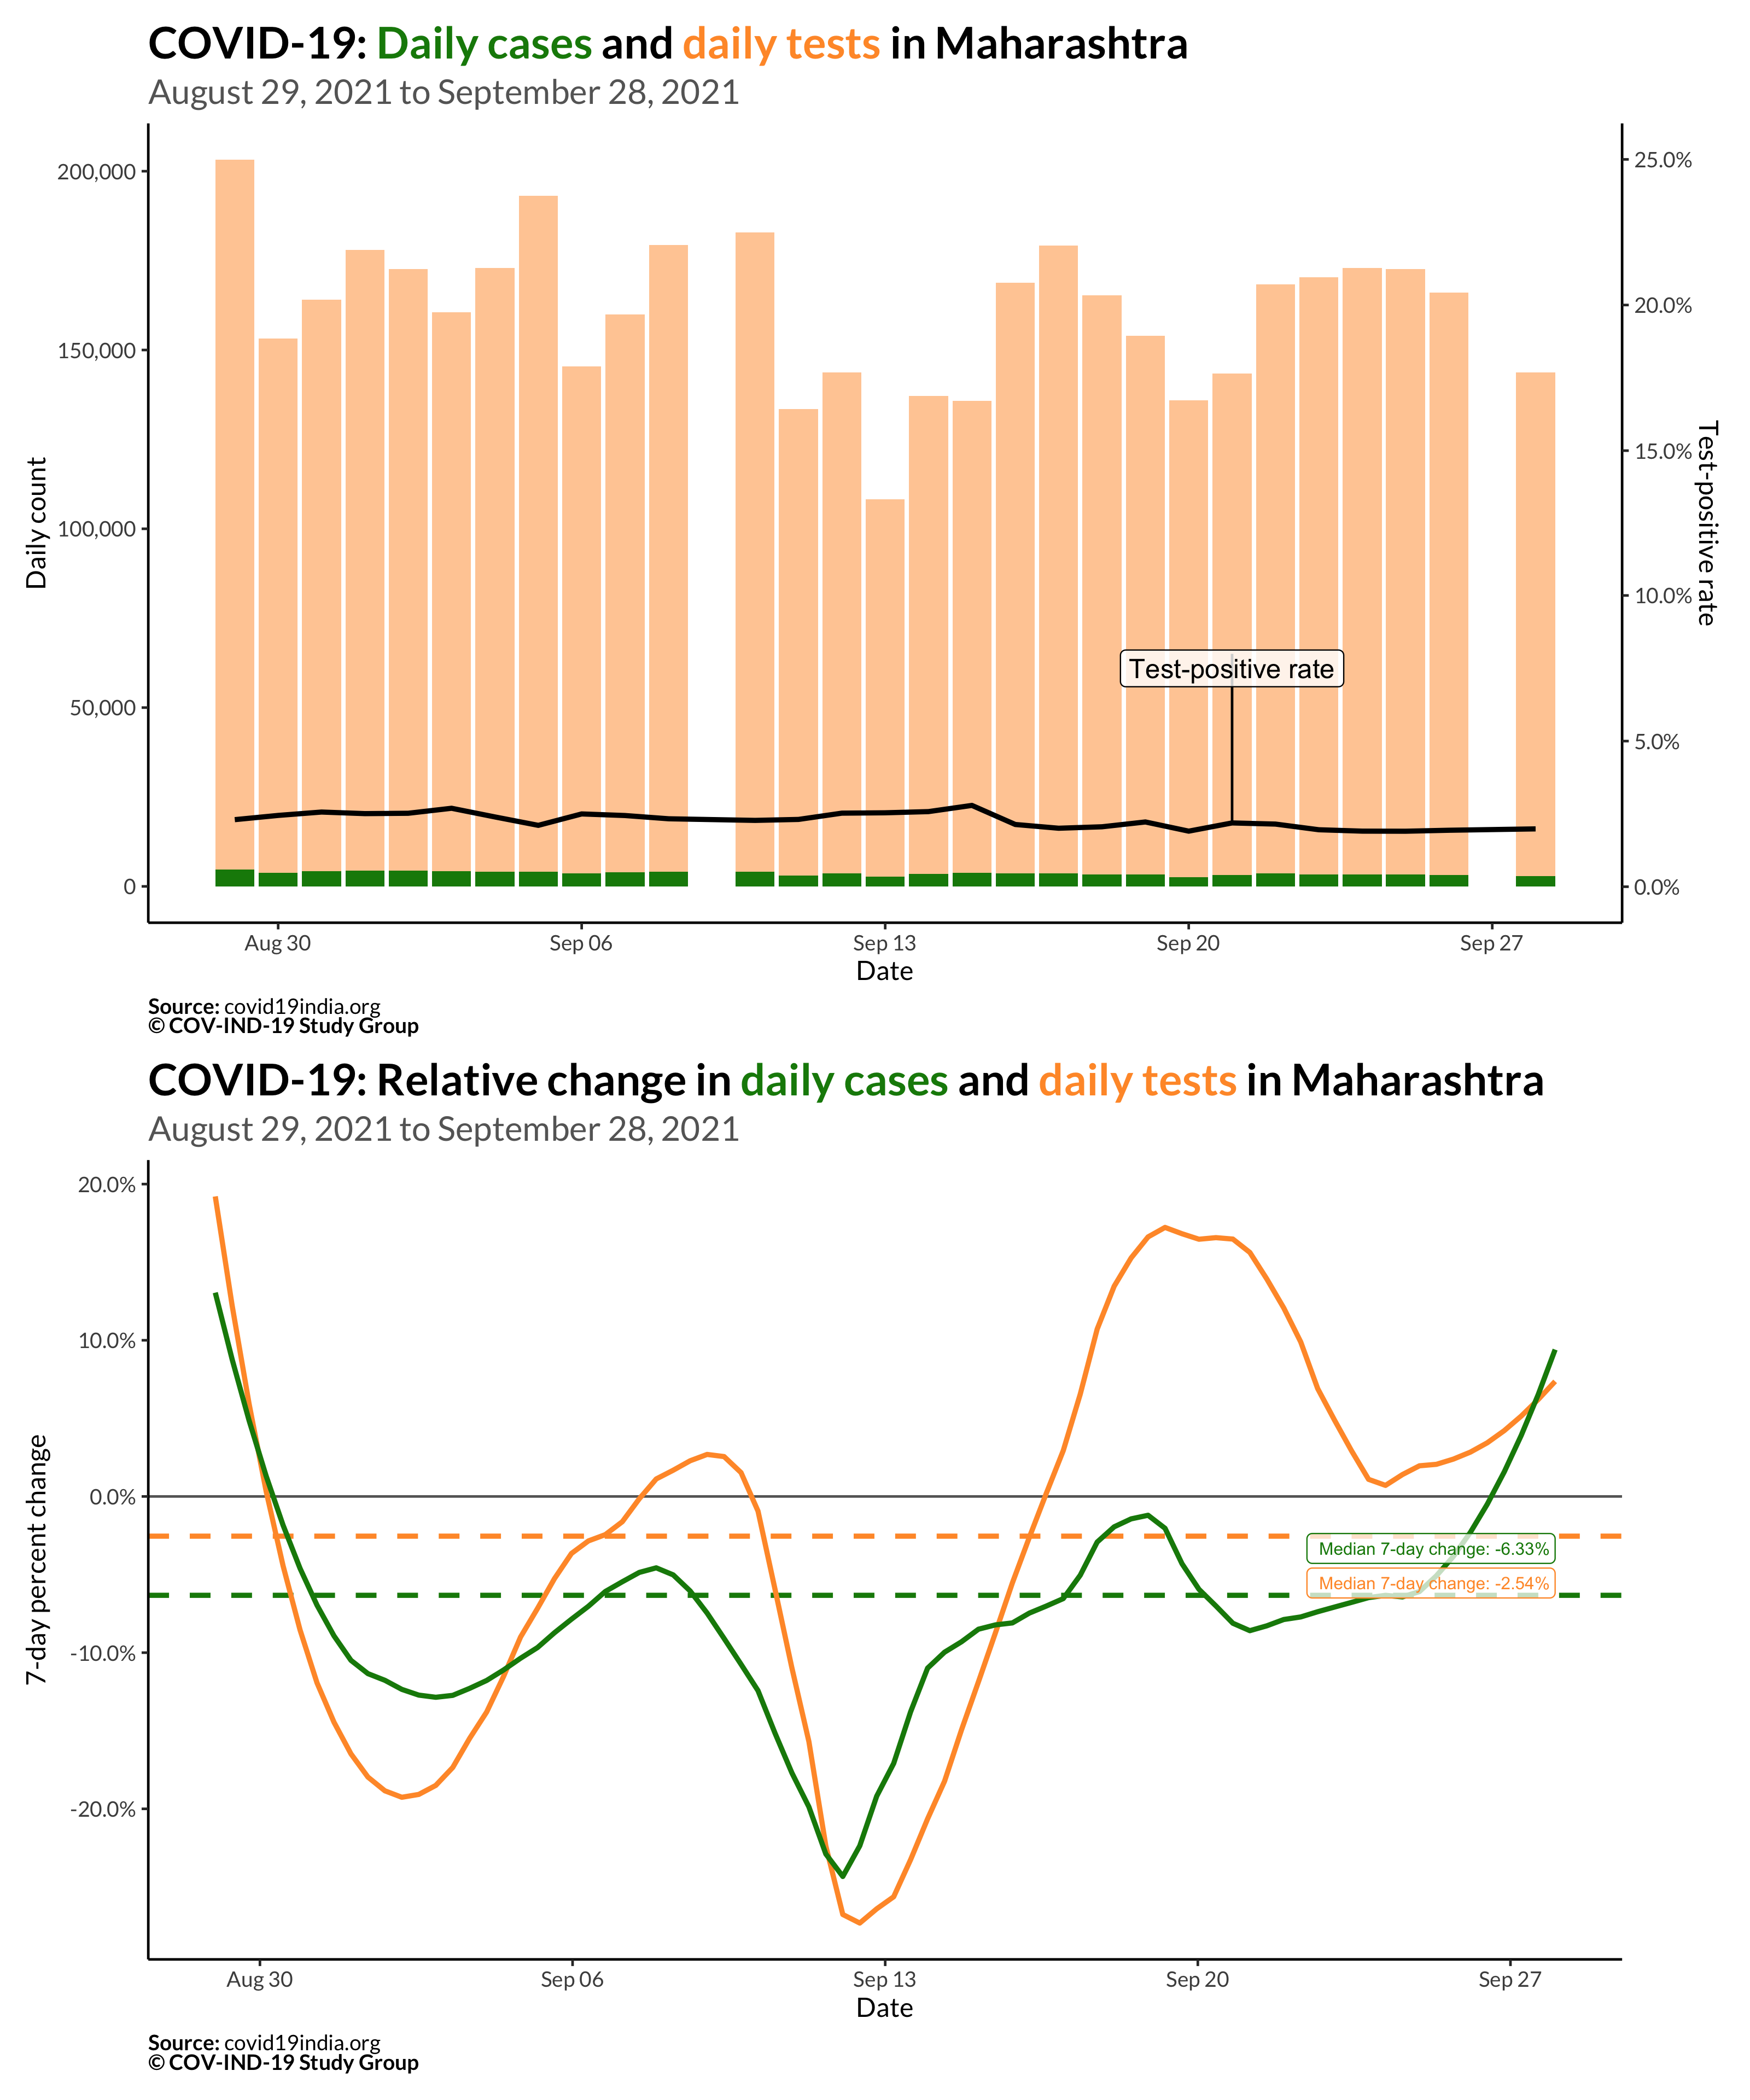 COVID-19: Daily cases and daily tests in Maharashtra
August 29, 2021 to September 28, 2021
200,000
150,000
100,000
50,000
0
Daily count
25.0%
20.0%
15.0%
10.0%
5.0%
0.0%
Test-positive rate
Test-positive rate
Aug 30
Sep 06
Sep 13
Sep 20
Sep 27
Date
Source: covid19india.org
© COV-IND-19 Study Group
COVID-19: Relative change in daily cases and daily tests in Maharashtra
August 29, 2021 to September 28, 2021
20.0%
10.0%
0.0%
-10.0%
-20.0%
7-day percent change
Median 7-day change: -6.33%
Median 7-day change: -2.54%
Aug 30
Sep 06
Sep 13
Sep 20
Sep 27
Date
Source: covid19india.org
© COV-IND-19 Study Group